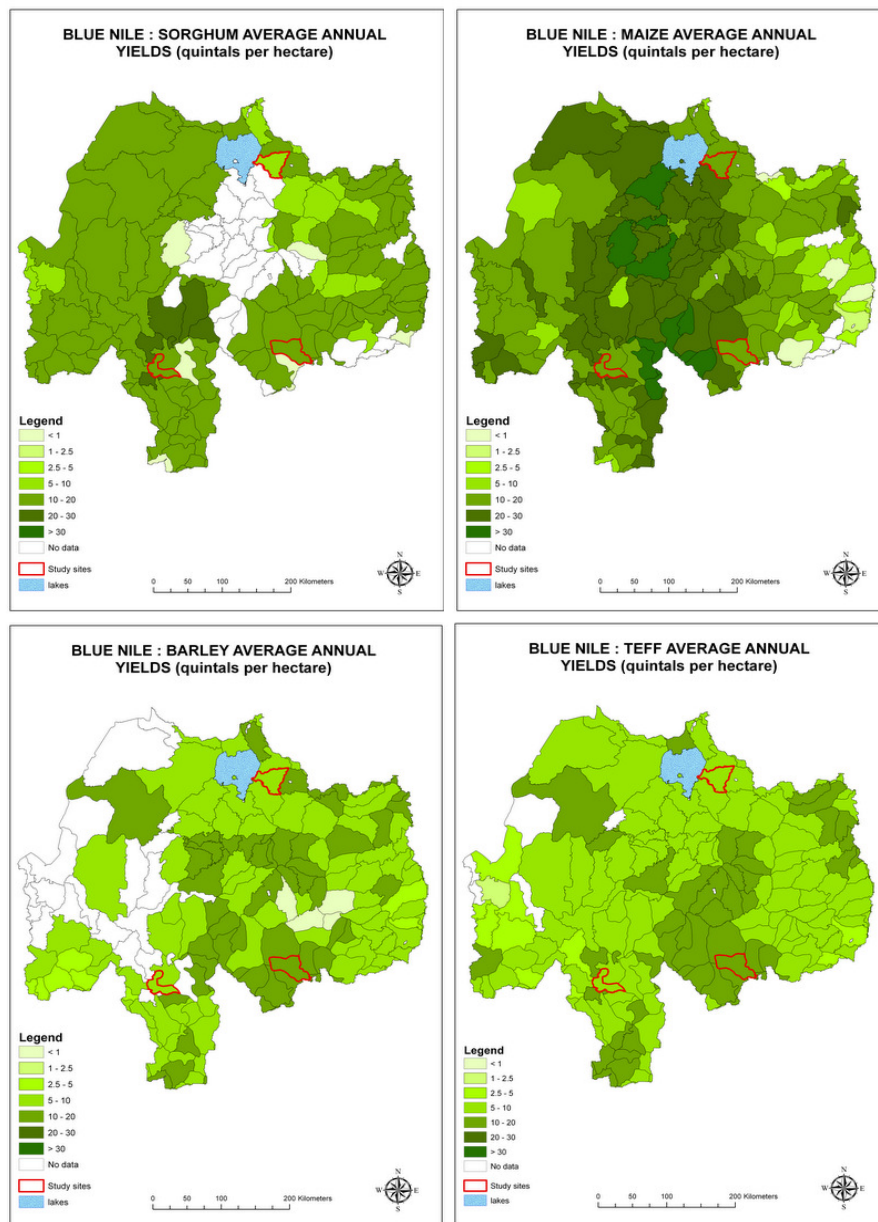 BLUE NILE : SORGHUM AVERAGE ANNUAL
YIELDS (quintals per hectare)
Legend
< 1
1 - 2.5
2.5 - 5
5 - 10
10 - 20
20 - 30
> 30
No data
Study sites
lakes
0 50 100 200 Kilometers
N
W E
S
BLUE NILE : MAIZE AVERAGE ANNUAL
YIELDS (quintals per hectare)
Legend
< 1
1 - 2.5
2.5 - 5
5 - 10
10 - 20
20 - 30
> 30
No data
Study sites
lakes
0 50 100 200 Kilometers
N
W E
S
BLUE NILE : BARLEY AVERAGE ANNUAL
YIELDS (quintals per hectare)
Legend
< 1
1 - 2.5
2.5 - 5
5 - 10
10 - 20
20 - 30
> 30
No data
Study sites
lakes
0 50 100 200 Kilometers
N
W E
S
BLUE NILE : TEFF AVERAGE ANNUAL
YIELDS (quintals per hectare)
Legend
< 1
1 - 2.5
2.5 - 5
5 - 10
10 - 20
20 - 30
> 30
No data
Study sites
lakes
0 50 100 200 Kilometers
N
W E
S